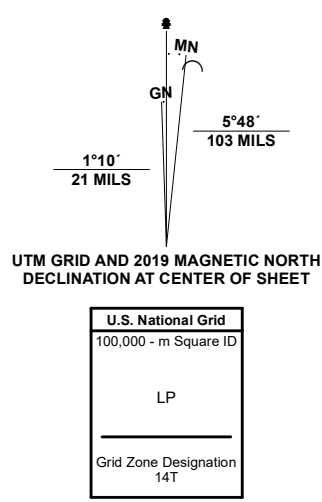 MN
GN
5°48´
103 MILS
1°10´
21 MILS
UTM GRID AND 2019 MAGNETIC NORTH
DECLINATION AT CENTER OF SHEET
U.S. National Grid
100,000 - m Square ID
LP
Grid Zone Designation
14T